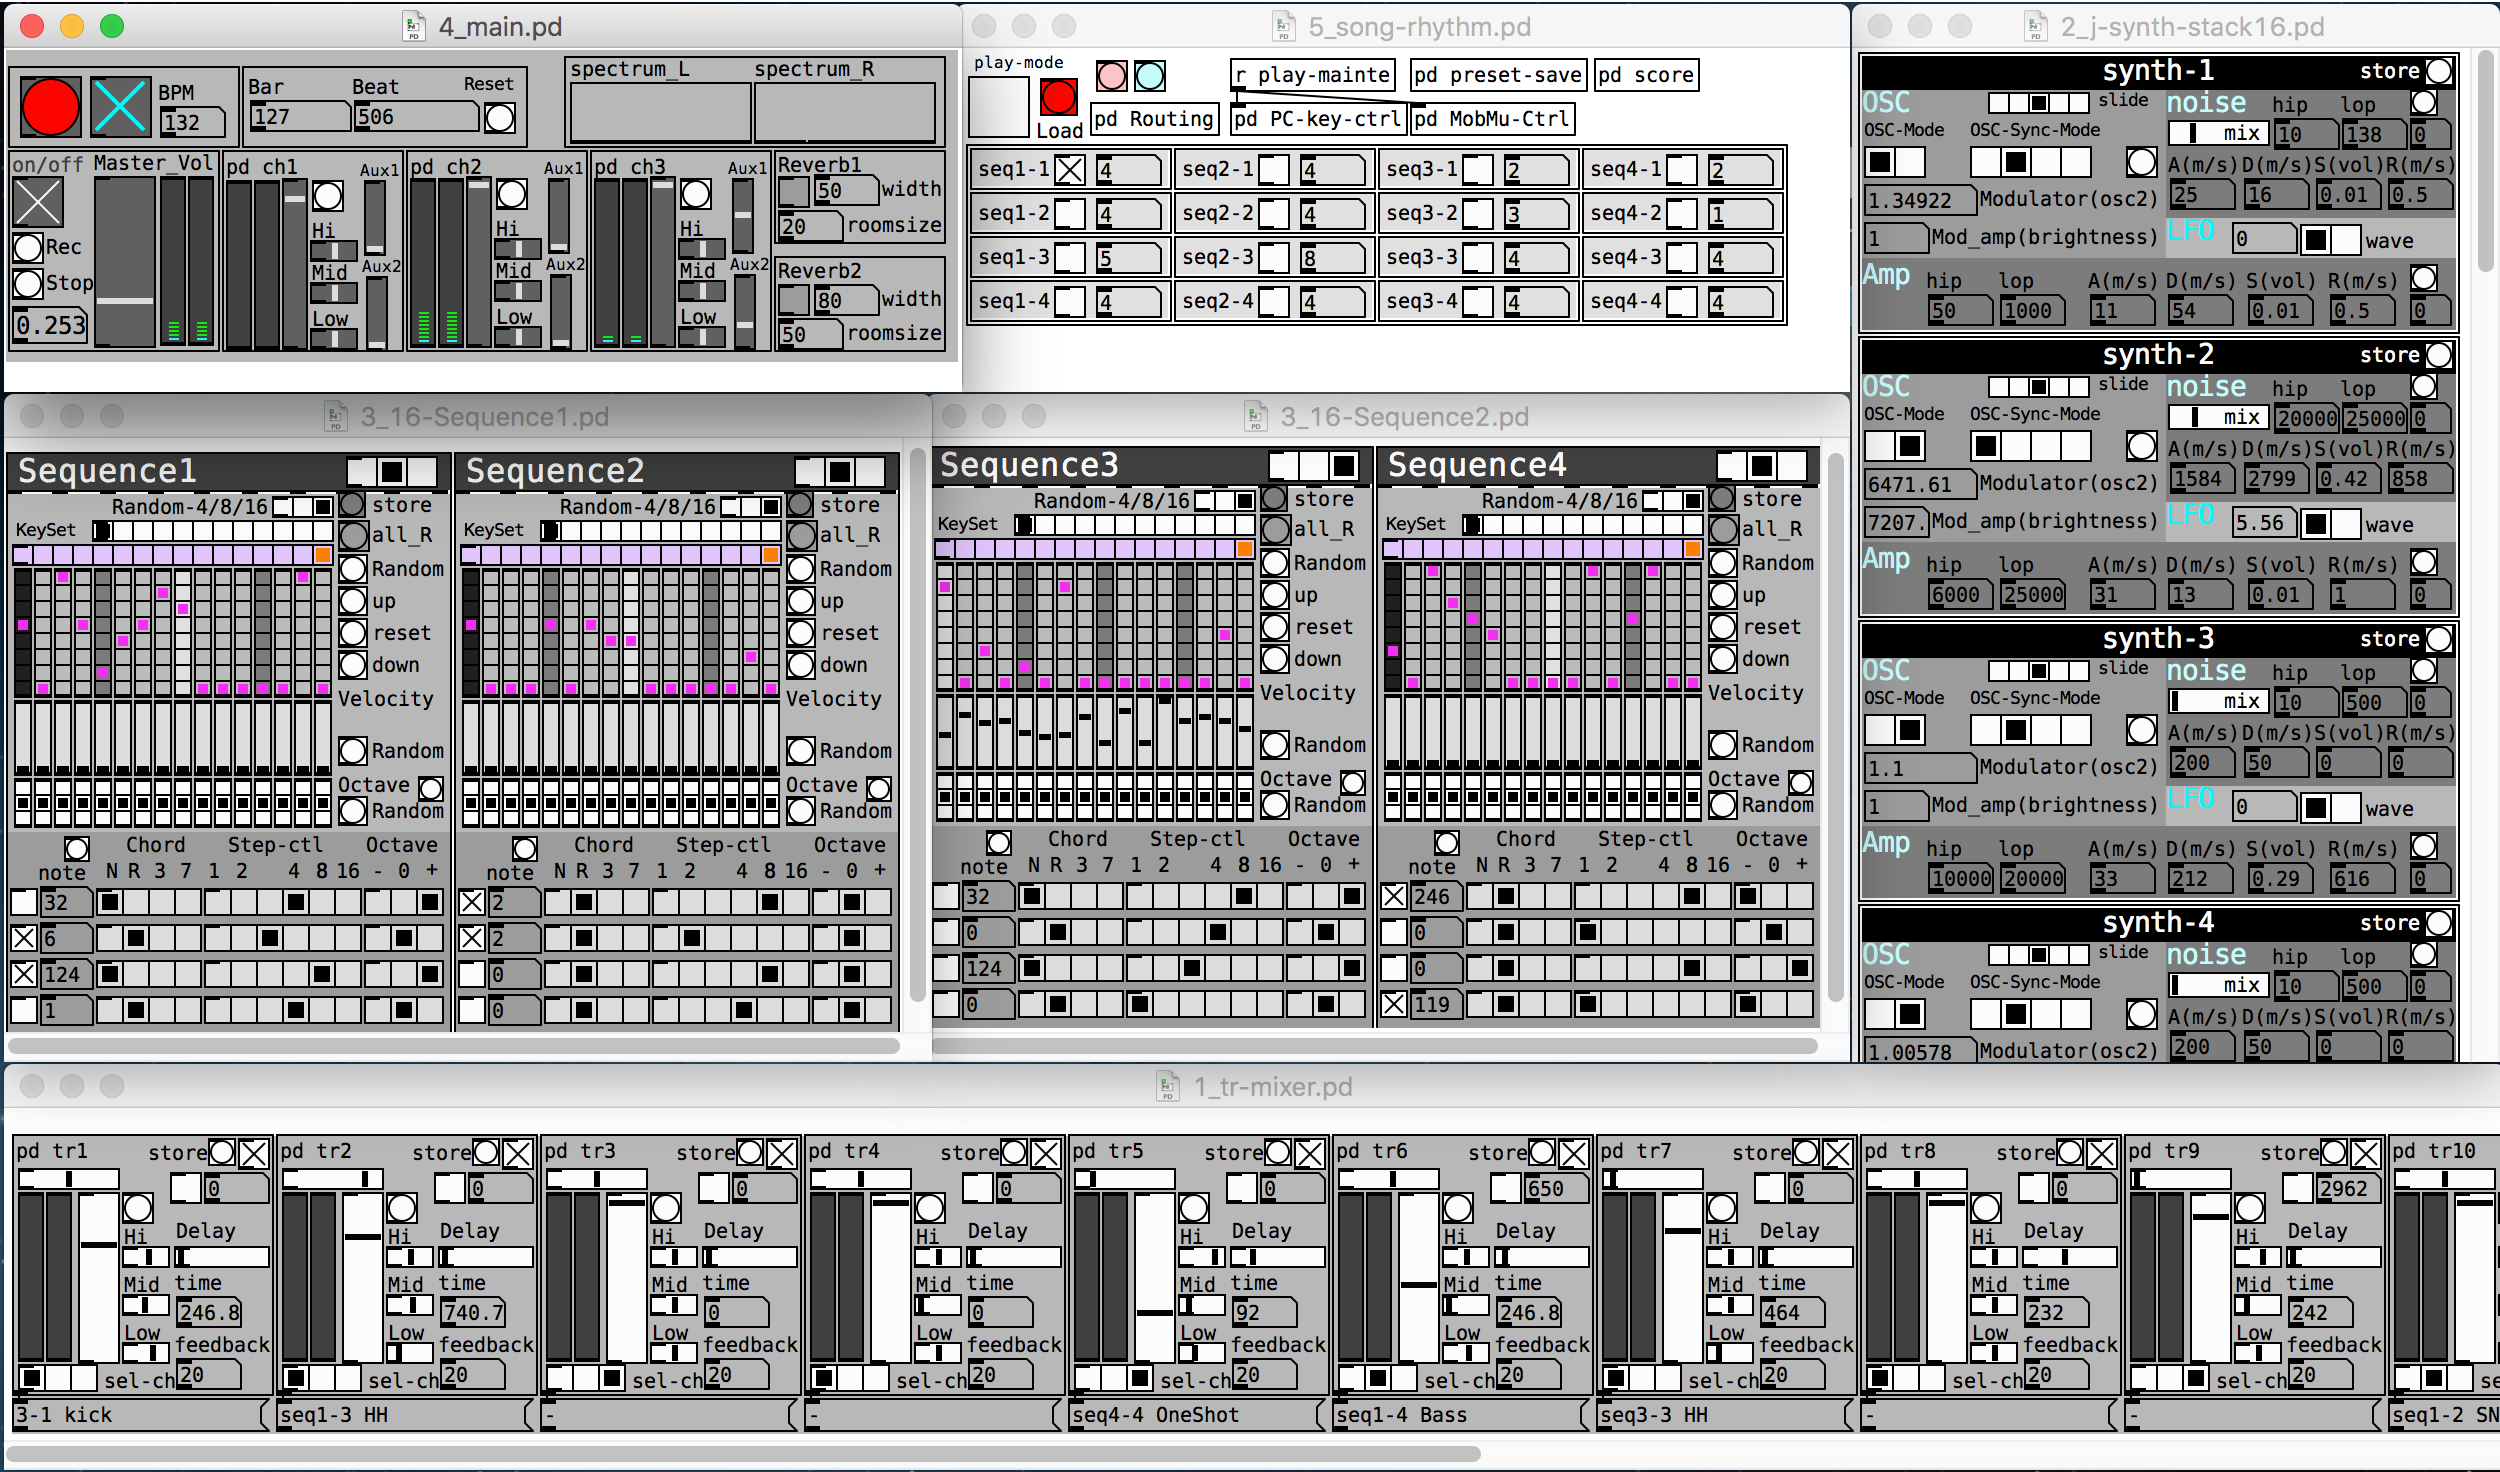 4_main.pd
BPM
132
Bar
127
Beat
506
Reset
spectrum_L
spectrum_R
on/off
Master_Vol
Rec
Stop
0.253
pd ch1
Aux1
Hi
Mid
Aux2
Low
pd ch2
Aux1
Hi
Mid
Aux2
Low
pd ch3
Aux1
Hi
Mid
Aux2
Low
Reverb1
50 width
20 roomsize
Reverb2
80 width
50 roomsize
5_song-rhythm.pd
play-mode
Load
r play-mainte
pd preset-save
pd score
pd Routing
pd PC-key-ctrl
pd MobMu-Ctrl
seq1-1 4 seq2-1 4 seq3-1 2 seq4-1 2
seq1-2 4 seq2-2 4 seq3-2 3 seq4-2 1
seq1-3 5 seq2-3 8 seq3-3 4 seq4-3 4
seq1-4 4 seq2-4 4 seq3-4 4 seq4-4 4
2_j-synth-stack16.pd
synth-1 store
OSC slide noise hip lop
OSC-Mode OSC-Sync-Mode mix 10 138 0
A(m/s) D(m/s) S(vol) R(m/s)
1.34922 Modulator(osc2) 25 16 0.01 0.5
1 Mod_amp(brightness) LFO 0 wave
Amp hip lop A(m/s) D(m/s) S(vol) R(m/s)
50 1000 11 54 0.01 0.5 0
synth-2 store
OSC slide noise hip lop
OSC-Mode OSC-Sync-Mode mix 20000 25000 0
A(m/s) D(m/s) S(vol) R(m/s)
6471.61 Modulator(osc2) 1584 2799 0.42 858
7207. Mod_amp(brightness) LFO 5.56 wave
Amp hip lop A(m/s) D(m/s) S(vol) R(m/s)
6000 25000 31 13 0.01 1 0
synth-3 store
OSC slide noise hip lop
OSC-Mode OSC-Sync-Mode mix 10 500 0
A(m/s) D(m/s) S(vol) R(m/s)
1.1 Modulator(osc2) 200 50 0 0
1 Mod_amp(brightness) LFO 0 wave
Amp hip lop A(m/s) D(m/s) S(vol) R(m/s)
10000 20000 33 212 0.29 616 0
synth-4 store
OSC slide noise hip lop
OSC-Mode OSC-Sync-Mode mix 10 500 0
A(m/s) D(m/s) S(vol) R(m/s)
1.00578 Modulator(osc2) 200 50 0 0
3_16-Sequence1.pd
Sequence1
Random-4/8/16 store
KeySet all_R
Random
up
reset
down
Velocity
Random
Octave
Random
Chord Step-ctl Octave
note N R 3 7 1 2 4 8 16 - 0 +
32
6
124
1
Sequence2
Random-4/8/16 store
KeySet all_R
Random
up
reset
down
Velocity
Random
Octave
Random
Chord Step-ctl Octave
note N R 3 7 1 2 4 8 16 - 0 +
2
2
0
0
3_16-Sequence2.pd
Sequence3
Random-4/8/16 store
KeySet all_R
Random
up
reset
down
Velocity
Random
Octave
Random
Chord Step-ctl Octave
note N R 3 7 1 2 4 8 16 - 0 +
32
0
124
0
Sequence4
Random-4/8/16 store
KeySet all_R
Random
up
reset
down
Velocity
Random
Octave
Random
Chord Step-ctl Octave
note N R 3 7 1 2 4 8 16 - 0 +
246
0
0
119
1_tr-mixer.pd
pd tr1 store
0
Hi Delay
Mid time
246.8
Low feedback
sel-ch 20
3-1 kick
pd tr2 store
0
Hi Delay
Mid time
740.7
Low feedback
sel-ch 20
seq1-3 HH
pd tr3 store
0
Hi Delay
Mid time
0
Low feedback
sel-ch 20
-
pd tr4 store
0
Hi Delay
Mid time
0
Low feedback
sel-ch 20
-
pd tr5 store
0
Hi Delay
Mid time
92
Low feedback
sel-ch 20
seq4-4 OneShot
pd tr6 store
650
Hi Delay
Mid time
246.8
Low feedback
sel-ch 20
seq1-4 Bass
pd tr7 store
0
Hi Delay
Mid time
464
Low feedback
sel-ch 20
seq3-3 HH
pd tr8 store
0
Hi Delay
Mid time
232
Low feedback
sel-ch 20
-
pd tr9 store
2962
Hi Delay
Mid time
242
Low feedback
sel-ch 20
-
pd tr10
se
seq1-2 SN